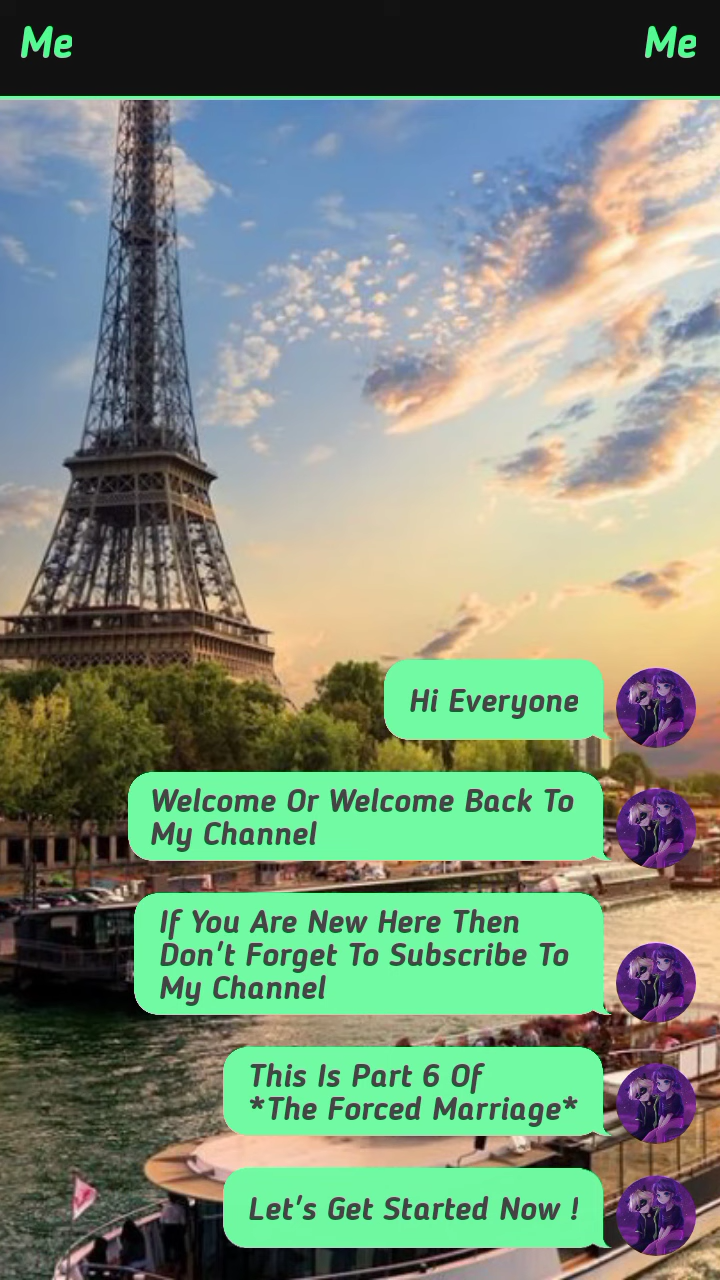 Me
Me
Hi Everyone
Welcome Or Welcome Back To
My Channel
If You Are New Here Then
Don't Forget To Subscribe To
My Channel
This Is Part 6 Of
*The Forced Marriage*
Let's Get Started Now !